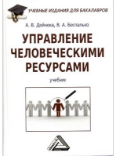 УЧЕБНЫЕ ИЗДАНИЯ ДЛЯ БАКАЛАВРОВ
А. В. Дейнека, В. А. Беспалько
УПРАВЛЕНИЕ
ЧЕЛОВЕЧЕСКИМИ
РЕСУРСАМИ
учебник